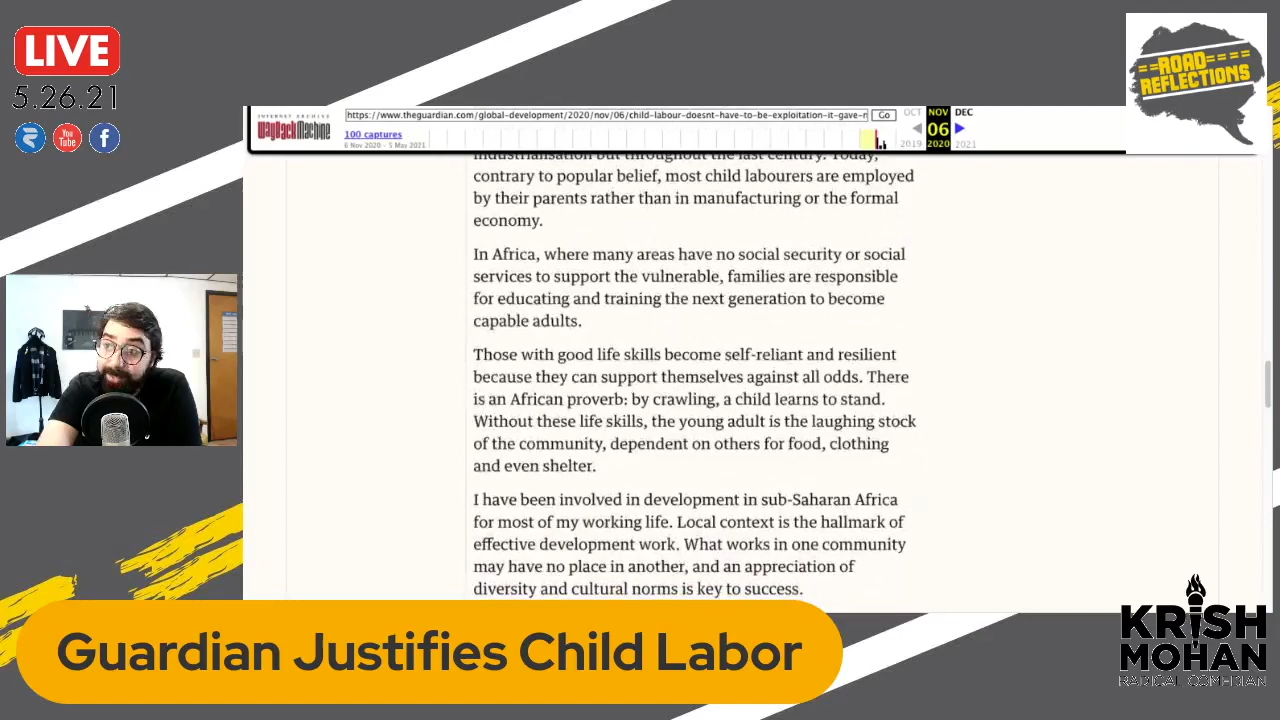 LIVE
5.26.21
You
Tube
==ROAD====
REFLECTIONS
INTERNET ARCHIVE
WayBackMachine
https://www.theguardian.com/global-development/2020/nov/06/child-labour-doesnt-have-to-be-exploitation-it-gave-r
Go
OCT
NOV
DEC
100 captures
06
6 Nov 2020 - 5 May 2021
2019
2020
2021
industrialisation but throughout the last century. Today,
contrary to popular belief, most child labourers are employed
by their parents rather than in manufacturing or the formal
economy.
In Africa, where many areas have no social security or social
services to support the vulnerable, families are responsible
for educating and training the next generation to become
capable adults.
Those with good life skills become self-reliant and resilient
because they can support themselves against all odds. There
is an African proverb: by crawling, a child learns to stand.
Without these life skills, the young adult is the laughing stock
of the community, dependent on others for food, clothing
and even shelter.
I have been involved in development in sub-Saharan Africa
for most of my working life. Local context is the hallmark of
effective development work. What works in one community
may have no place in another, and an appreciation of
diversity and cultural norms is key to success.
Guardian Justifies Child Labor
KRISH
MOHAN
RADICAL COMEDIAN